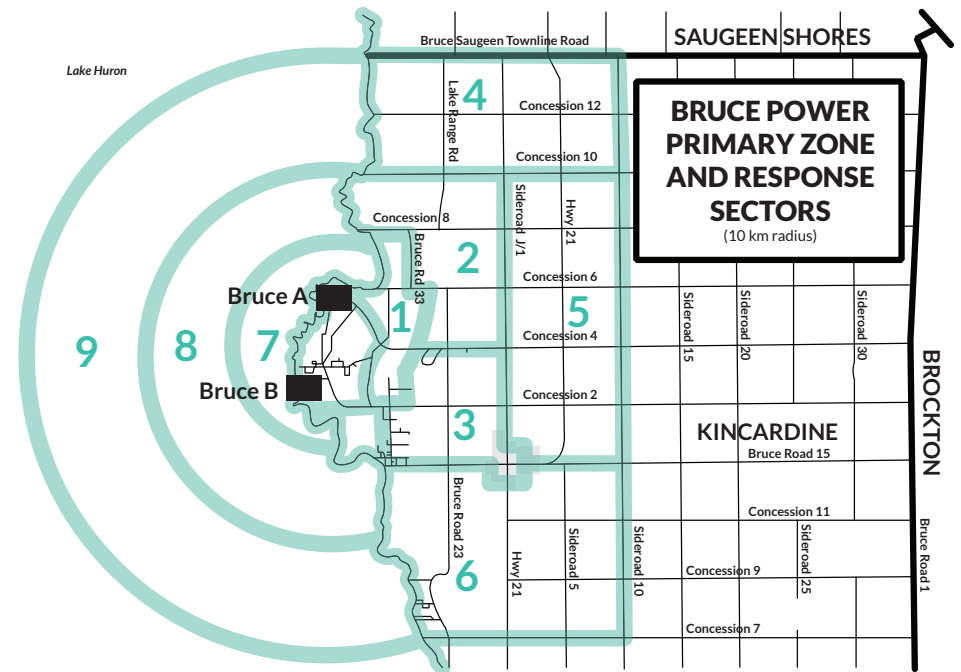 Bruce Saugeen Townline Road
SAUGEEN SHORES
Lake Huron
4
Lake Range Rd
Concession 12
BRUCE POWER
PRIMARY ZONE
AND RESPONSE
SECTORS
(10 km radius)
Concession 10
Sideroad J/1
Hwy 21
Concession 8
Bruce Rd 33
2
Concession 6
Bruce A
1
5
Sideroad 15
Sideroad 20
Sideroad 30
Concession 4
9
8
7
Bruce B
Concession 2
BROCKTON
3
KINCARDINE
Bruce Road 15
Bruce Road 23
Concession 11
Hwy 21
Sideroad 5
Sideroad 10
Sideroad 25
Bruce Road 1
6
Concession 9
Concession 7